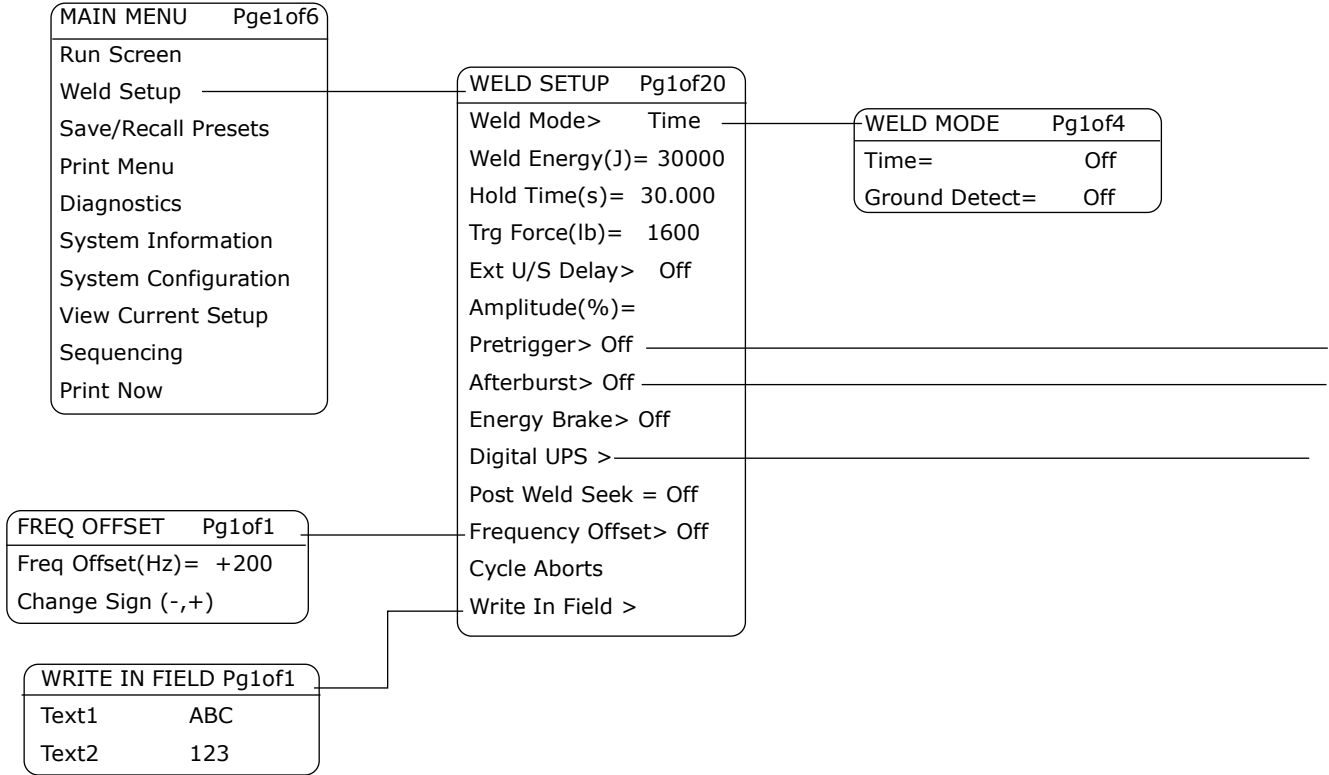 MAIN MENU Pge1of6
Run Screen
Weld Setup
Save/Recall Presets
Print Menu
Diagnostics
System Information
System Configuration
View Current Setup
Sequencing
Print Now
WELD SETUP Pg1of20
Weld Mode> Time
Weld Energy(J)= 30000
Hold Time(s)= 30.000
Trg Force(lb)= 1600
Ext U/S Delay> Off
Amplitude(%)=
Pretrigger> Off
Afterburst> Off
Energy Brake> Off
Digital UPS >
Post Weld Seek = Off
Frequency Offset> Off
Cycle Aborts
Write In Field >
WELD MODE Pg1of4
Time= Off
Ground Detect= Off
FREQ OFFSET Pg1of1
Freq Offset(Hz)= +200
Change Sign (-,+)
WRITE IN FIELD Pg1of1
Text1 ABC
Text2 123